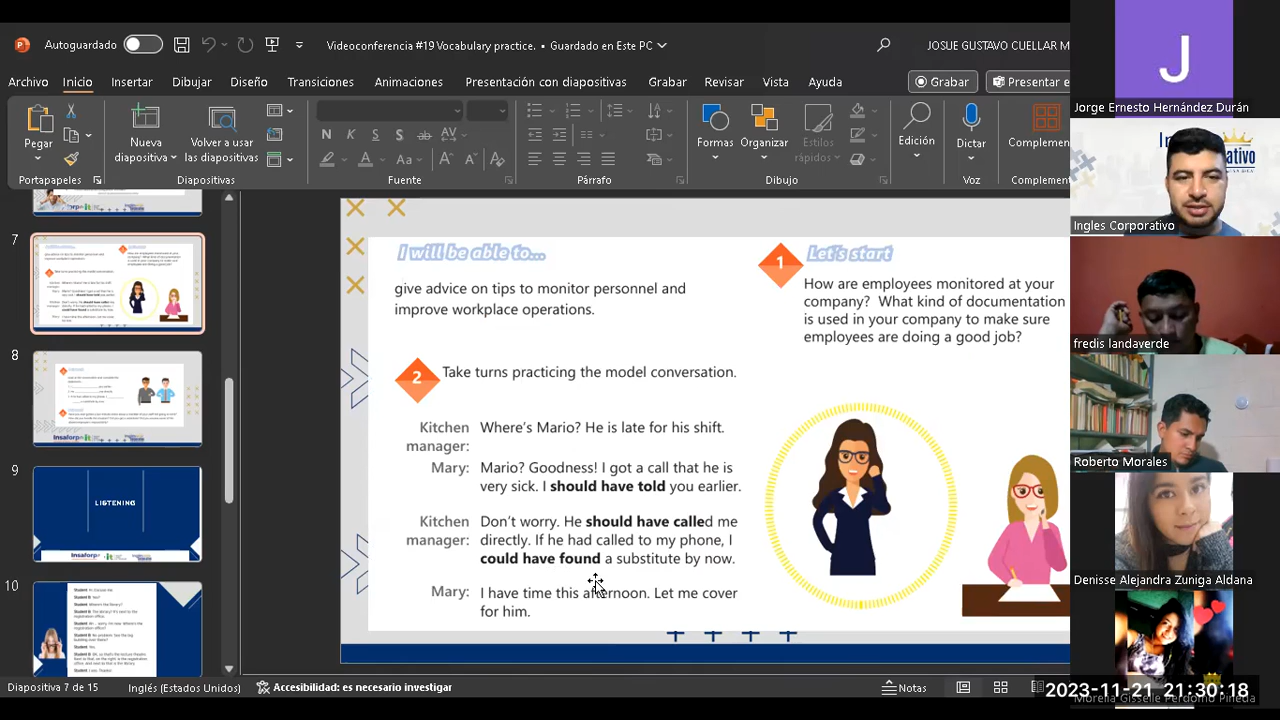 Autoguardado
Videoconferencia #19 Vocabulary practice. • Guardado en Este PC
JOSUE GUSTAVO CUELLAR M
Archivo Inicio Insertar Dibujar Diseño Transiciones Animaciones Presentación con diapositivas Grabar Revisar Vista Ayuda
Grabar
Presentar e
Pegar
Nueva diapositiva
Volver a usar las diapositivas
Formas
Organizar
Estilos rápidos
Edición
Complemen
Portapapeles
Diapositivas
Fuente
Párrafo
Dibujo
Complement
7
8
9
LISTENING
10
I will be able to...
give advice on tips to monitor personnel and
improve workplace operations.
1
Let's start
How are employees monitored at your
company? What kind of documentation
is used in your company to make sure
employees are doing a good job?
2
Take turns practicing the model conversation.
Kitchen manager: Where's Mario? He is late for his shift.
Mary: Mario? Goodness! I got a call that he is
very sick. I should have told you earlier.
Kitchen manager: Don't worry. He should have called me
directly. If he had called to my phone, I
could have found a substitute by now.
Mary: I have time this afternoon. Let me cover
for him.
Diapositiva 7 de 15
Inglés (Estados Unidos)
Accesibilidad: es necesario investigar
Notas
J
Jorge Ernesto Hernández Durán
Ingles Corporativo
fredis landaverde
Roberto Morales
Denisse Alejandra Zuniga Aldana
Morella Gisselle Perdomo Pineda
2023-11-21 21:30:18